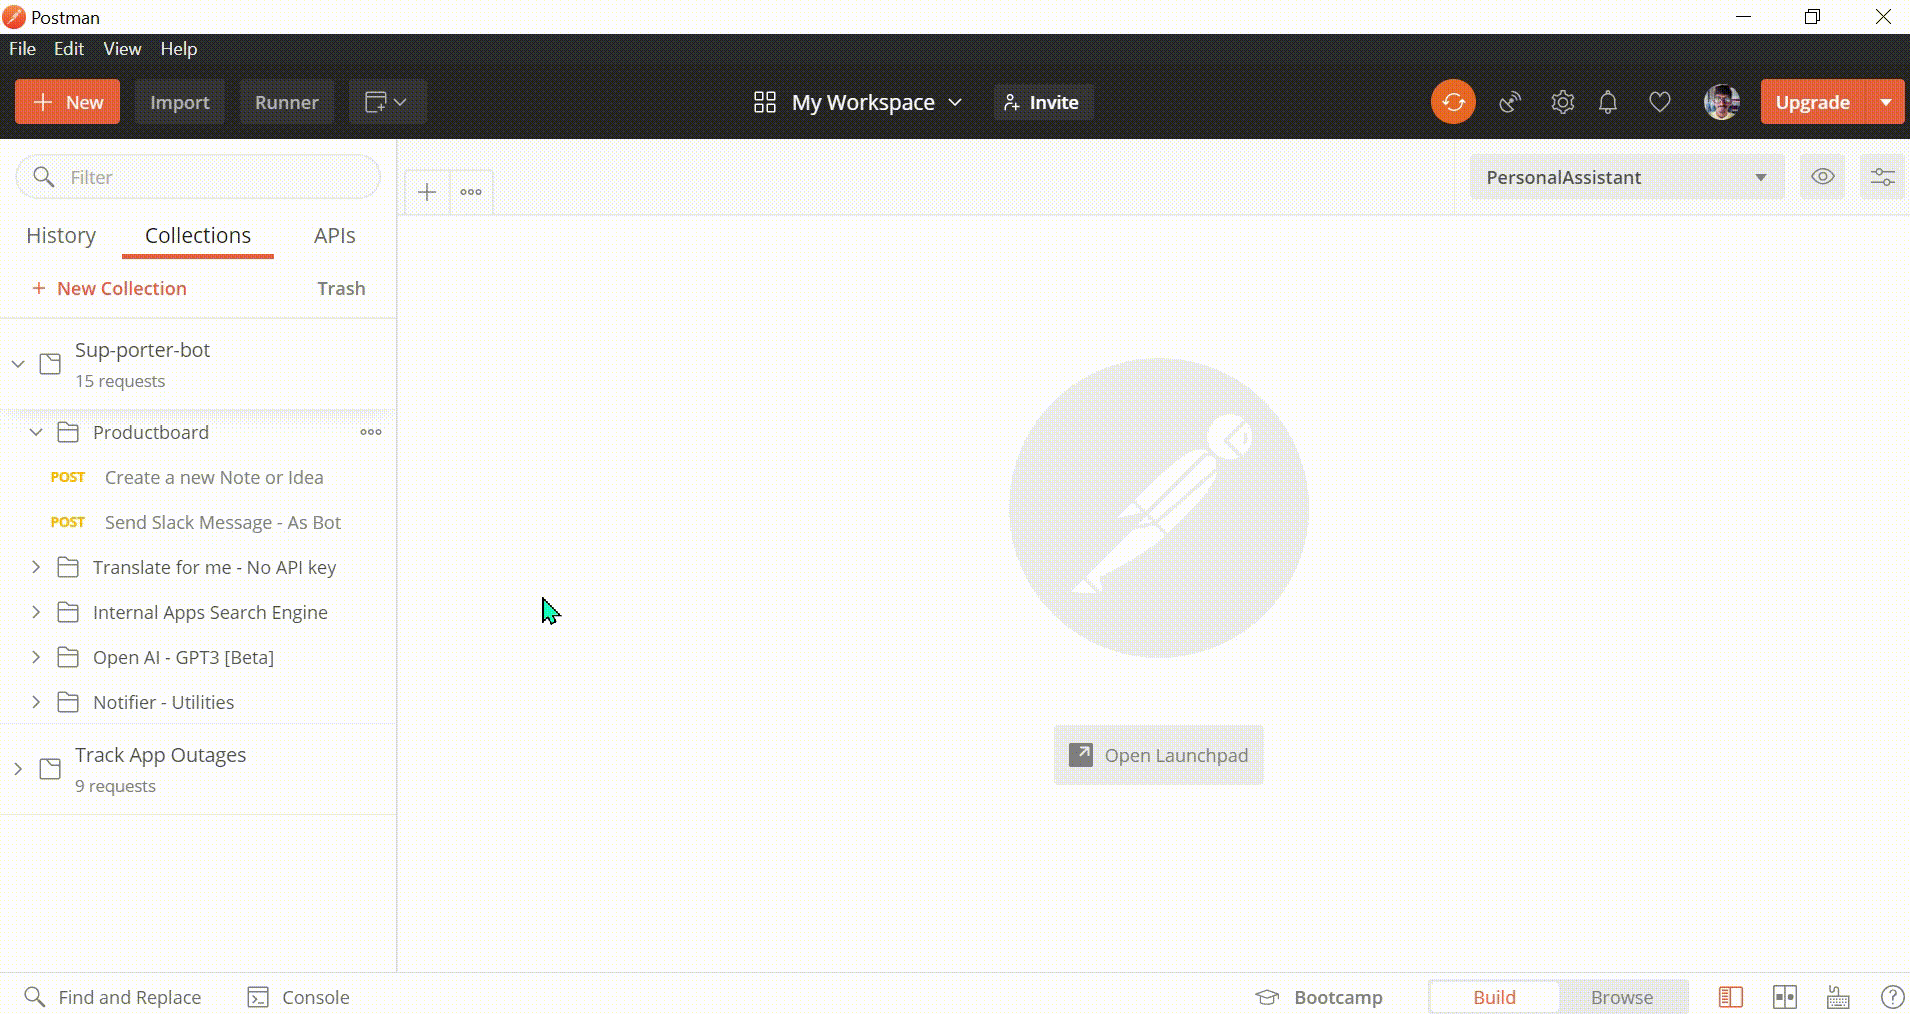 Postman
File Edit View Help
New Import Runner My Workspace Invite Upgrade
Filter
PersonalAssistant
History Collections APIs
New Collection Trash
Sup-porter-bot
15 requests
Productboard
POST Create a new Note or Idea
POST Send Slack Message - As Bot
Translate for me - No API key
Internal Apps Search Engine
Open AI - GPT3 [Beta]
Notifier - Utilities
Track App Outages
9 requests
Open Launchpad
Find and Replace Console Bootcamp Build Browse